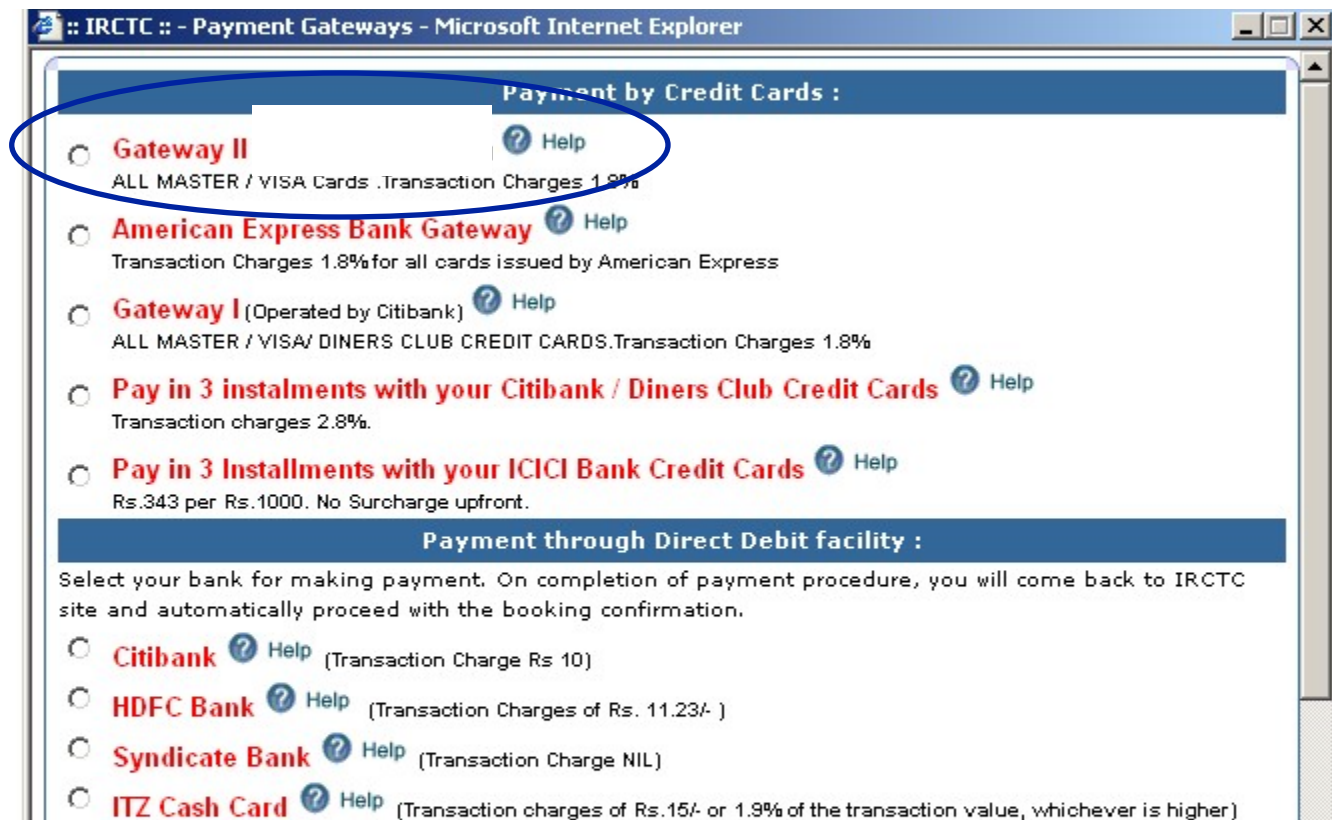 :: IRCTC :: - Payment Gateways - Microsoft Internet Explorer
Payment by Credit Cards :
Gateway II ? Help
ALL MASTER / VISA Cards .Transaction Charges 1.8%
American Express Bank Gateway ? Help
Transaction Charges 1.8% for all cards issued by American Express
Gateway I (Operated by Citibank) ? Help
ALL MASTER / VISA/ DINERS CLUB CREDIT CARDS.Transaction Charges 1.8%
Pay in 3 instalments with your Citibank / Diners Club Credit Cards ? Help
Transaction charges 2.8%.
Pay in 3 Installments with your ICICI Bank Credit Cards ? Help
Rs.343 per Rs.1000. No Surcharge upfront.
Payment through Direct Debit facility :
Select your bank for making payment. On completion of payment procedure, you will come back to IRCTC
site and automatically proceed with the booking confirmation.
Citibank ? Help (Transaction Charge Rs 10)
HDFC Bank ? Help (Transaction Charges of Rs. 11.23/- )
Syndicate Bank ? Help (Transaction Charge NIL)
ITZ Cash Card ? Help (Transaction charges of Rs.15/- or 1.9% of the transaction value, whichever is higher)